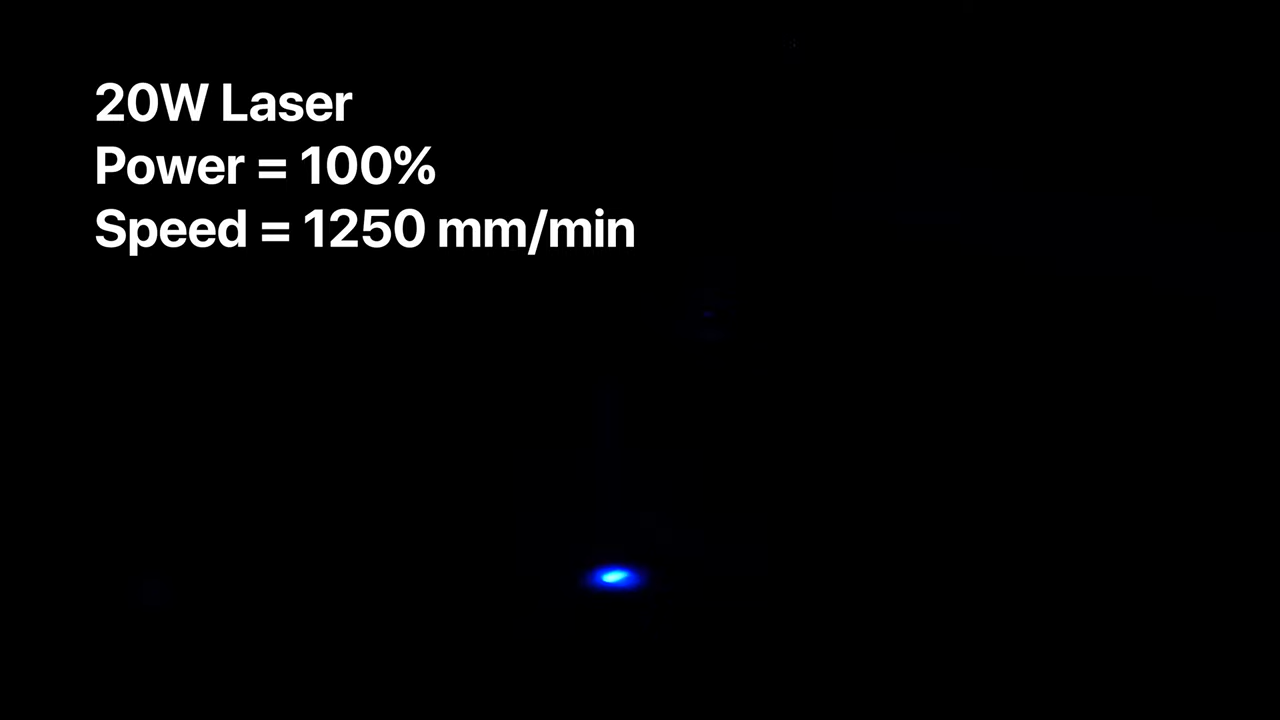 20W Laser
Power = 100%
Speed = 1250 mm/min